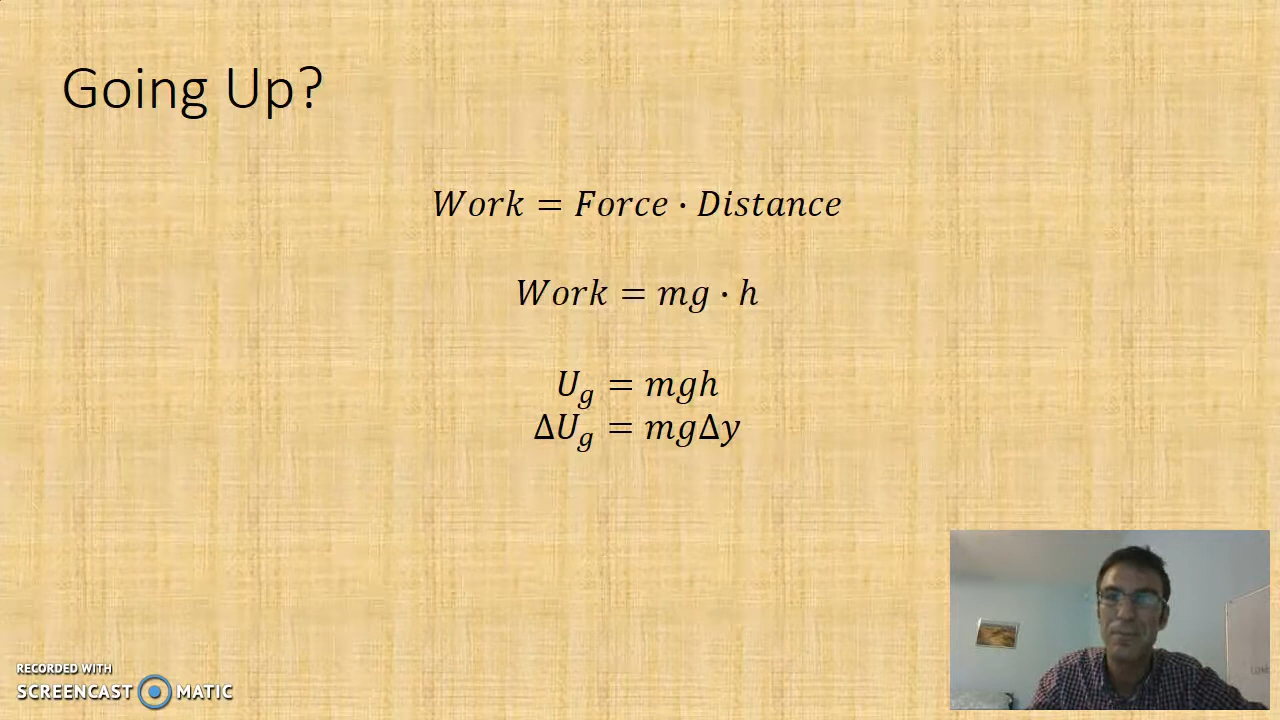 Going Up?
Work = Force · Distance
Work = mg · h
U_g = mgh
ΔU_g = mgΔy
RECORDED WITH
SCREENCAST MATIC